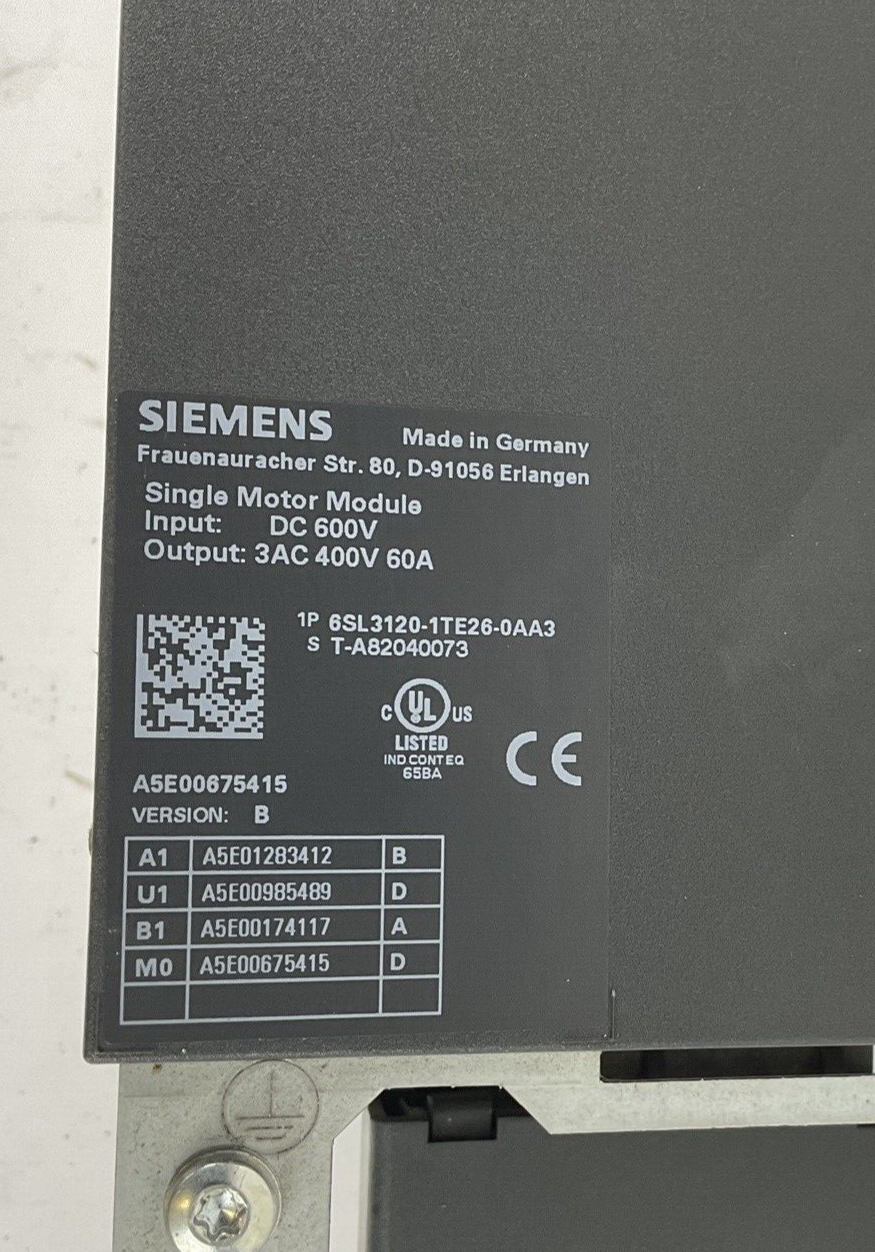 SIEMENS Made in Germany
Frauenauracher Str. 80, D-91056 Erlangen
Single Motor Module
Input: DC 600V
Output: 3AC 400V 60A
1P 6SL3120-1TE26-0AA3
S T-A82040073
C UL US
LISTED
IND CONT EQ
65BA
CE
A5E00675415
VERSION: B
A1 A5E01283412 B
U1 A5E00985489 D
B1 A5E00174117 A
M0 A5E00675415 D